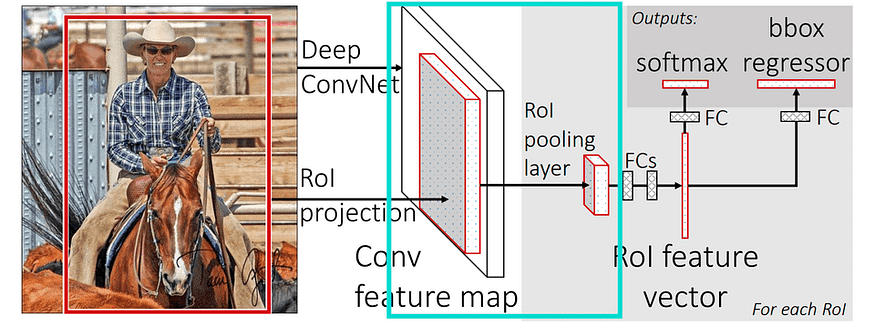 Deep
ConvNet
RoI
projection
Conv
feature map
RoI
pooling
layer
FCs
RoI feature
vector
Outputs:
softmax
bbox
regressor
FC
FC
For each RoI